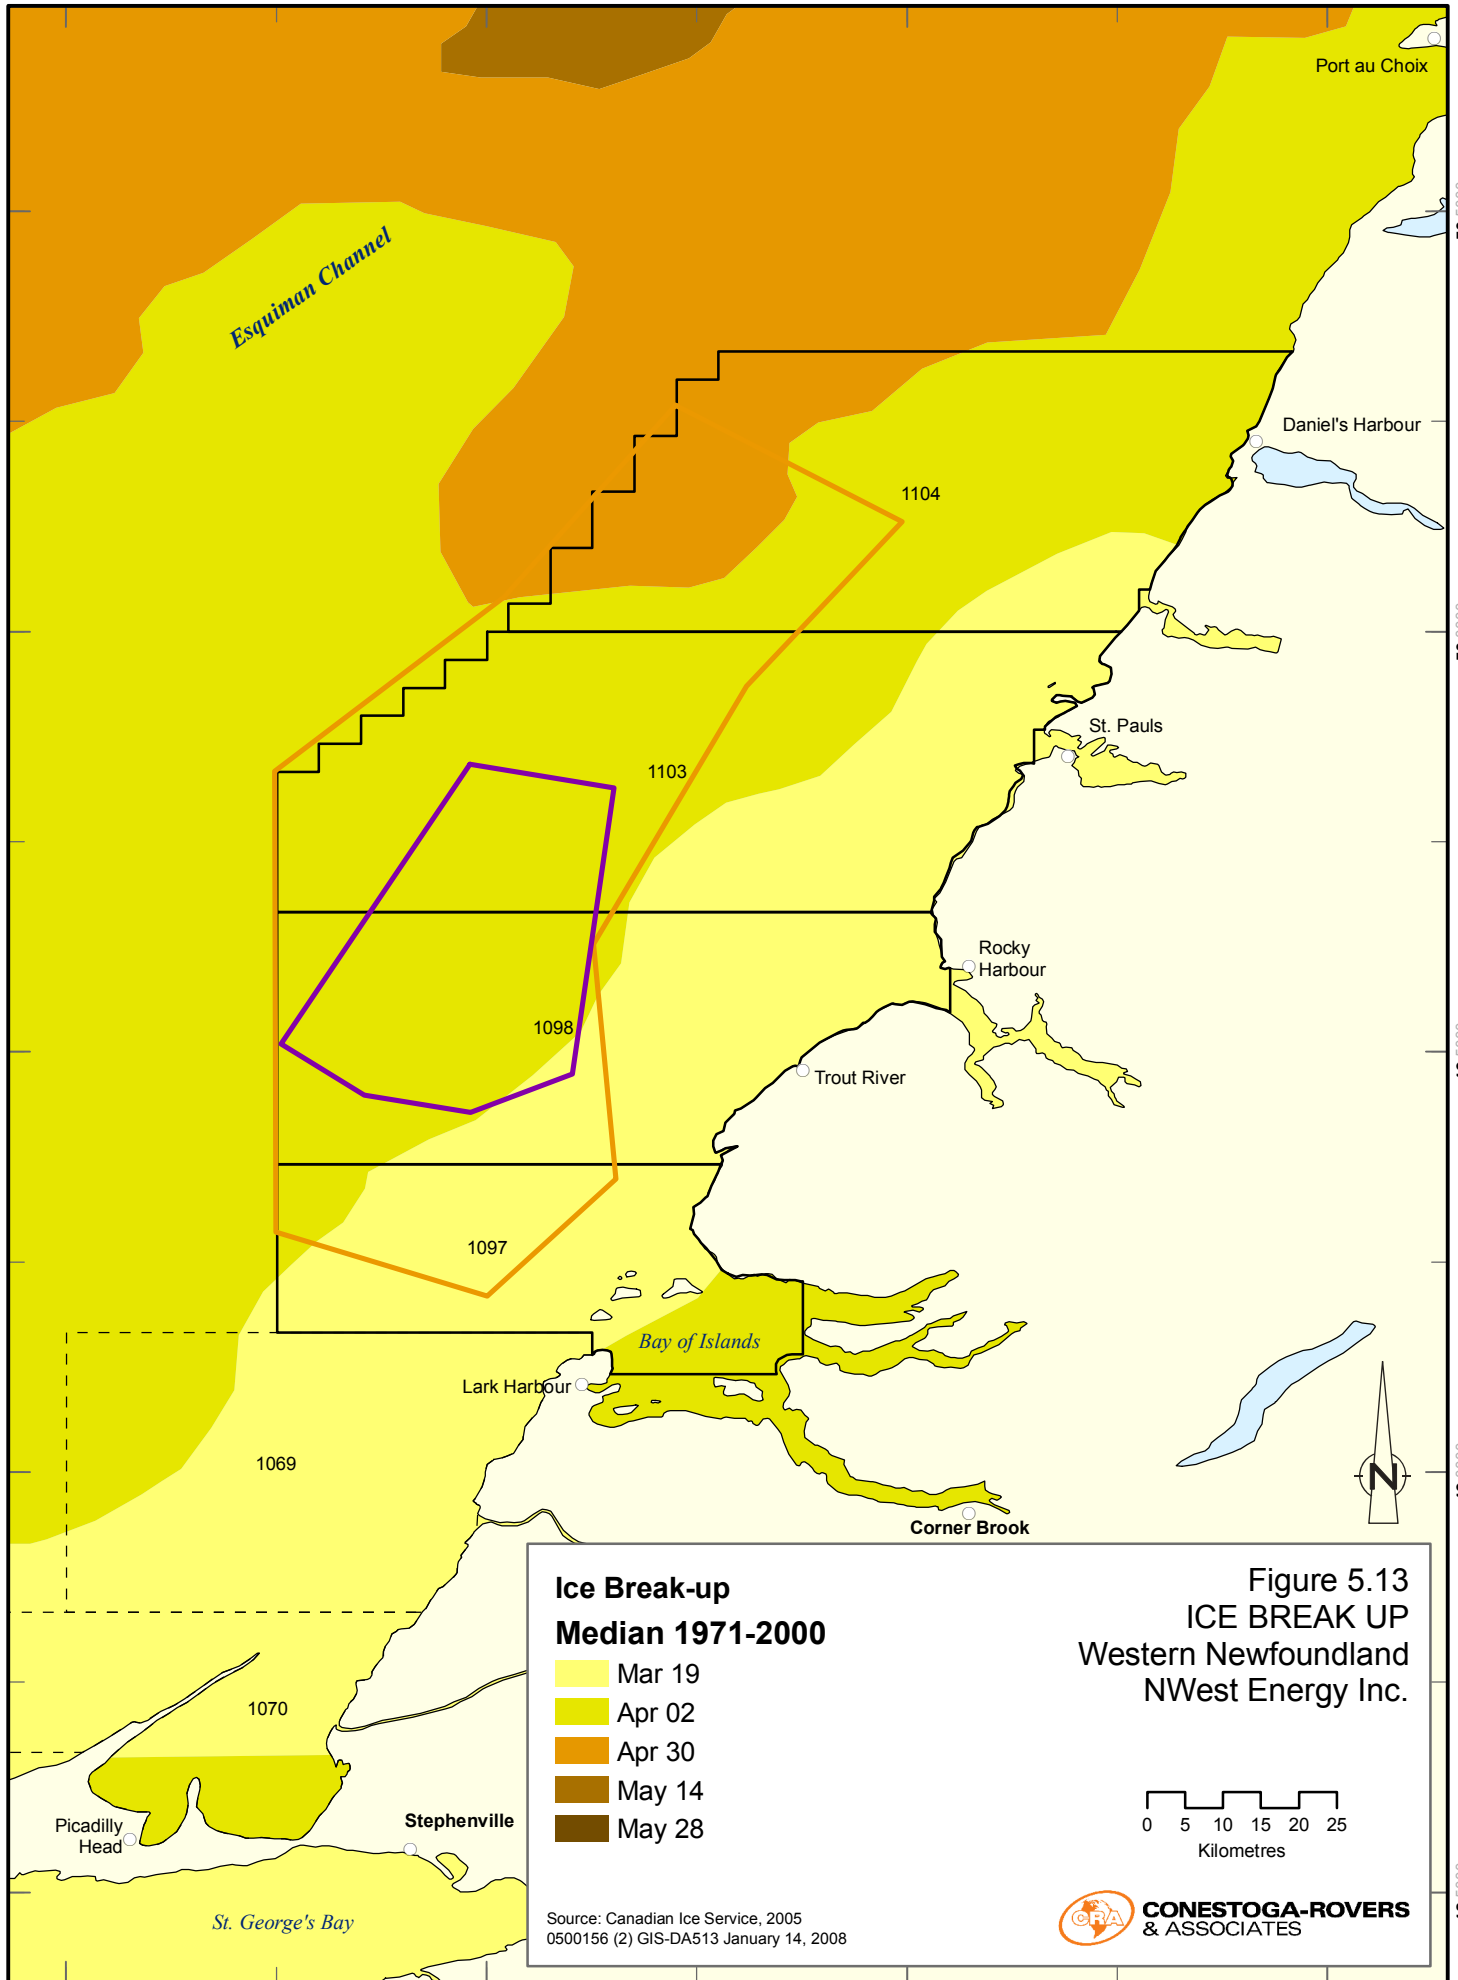 Port au Choix
Esquiman Channel
Daniel's Harbour
1104
St. Pauls
1103
Rocky
Harbour
1098
Trout River
1097
Bay of Islands
Lark Harbour
1069
N
Corner Brook
Ice Break-up
Median 1971-2000
Mar 19
Apr 02
Apr 30
May 14
May 28
Figure 5.13
ICE BREAK UP
Western Newfoundland
NWest Energy Inc.
1070
Picadilly
Head
Stephenville
0 5 10 15 20 25
Kilometres
St. George's Bay
Source: Canadian Ice Service, 2005
0500156 (2) GIS-DA513 January 14, 2008
CRA
CONESTOGA-ROVERS
& ASSOCIATES